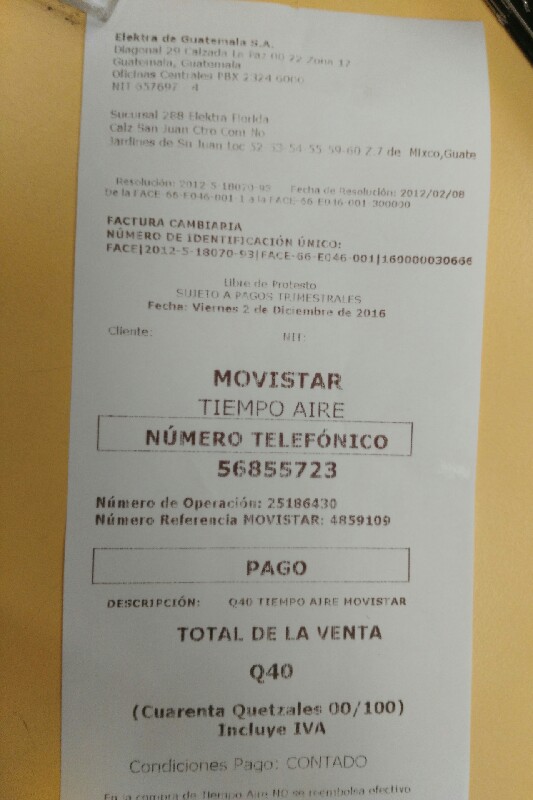 Elektra de Guatemala S.A.
Diagonal 29 Calzada La Paz 00 22 Zona 17
Guatemala, Guatemala
Oficinas Centrales PBX 2324 6000
NIT 657697 4
Sucursal 288 Elektra Florida
Calz San Juan Ctro Com No
Jardines de Sn Juan Loc 52-53-54-55-59-60 Z.7 de Mixco,Guate
Resolución: 2012-5-18070-93 Fecha de Resolución: 2012/02/08
De la FACE-66-E046-001-1 a la FACE-66-E046-001-300000
FACTURA CAMBIARIA
NÚMERO DE IDENTIFICACIÓN ÚNICO:
FACE|2012-5-18070-93|FACE-66-E046-001|160000030666
Libre de Protesto
SUJETO A PAGOS TRIMESTRALES
Fecha: Viernes 2 de Diciembre de 2016
Cliente: NIT:
MOVISTAR
TIEMPO AIRE
NÚMERO TELEFÓNICO
56855723
Número de Operación: 25186430
Número Referencia MOVISTAR: 4859109
PAGO
DESCRIPCIÓN: Q40 TIEMPO AIRE MOVISTAR
TOTAL DE LA VENTA
Q40
(Cuarenta Quetzales 00/100)
Incluye IVA
Condiciones Pago: CONTADO
En la compra de Tiempo Aire NO se reembolsa efectivo